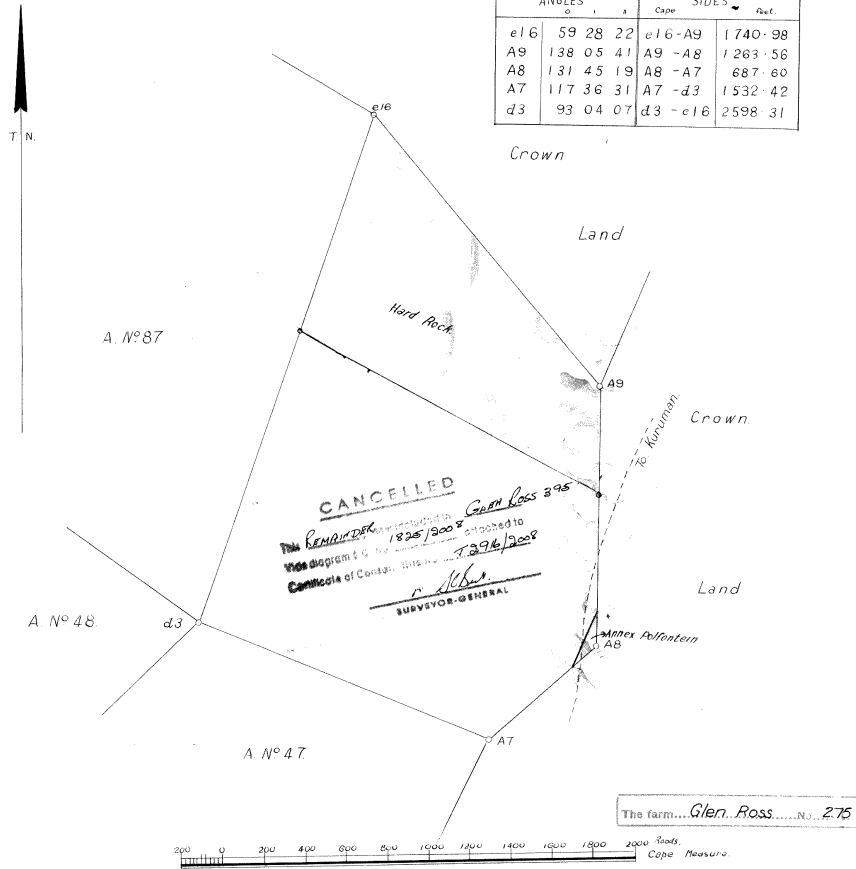 ANGLES SIDES
° ' " Cape Feet.
e16 59 28 22 e16-A9 1740·98
A9 138 05 41 A9 -A8 1263·56
A8 131 45 19 A8 -A7 687·60
A7 117 36 31 A7 -d3 1532·42
d3 93 04 07 d3 -e16 2598·31
T N.
e16
Crown
Land
Hard Rock.
A. Nº 87
A9
Crown.
To Kuruman.
CANCELLED
This REMAINDER now included in GLEN ROSS 395
Vide diagram S.G. No. 1825/2008 attached to
Certificate of Consol. Title No. T2916/2008
SURVEYOR-GENERAL
Land
A. Nº 48.
d3
Annex Polfontein
A8
A7
A. Nº 47.
The farm....Glen Ross......No. 275
200 0 200 400 600 800 1000 1200 1400 1600 1800 2000 Roods.
Cape Measure.